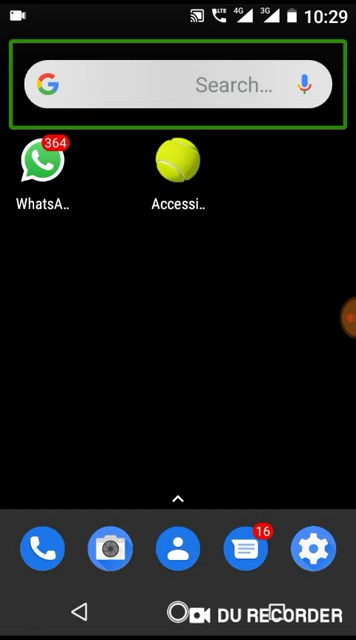 LTE 4G 3G 10:29
Search...
364
WhatsA.. Accessi..
16
DU RECORDER